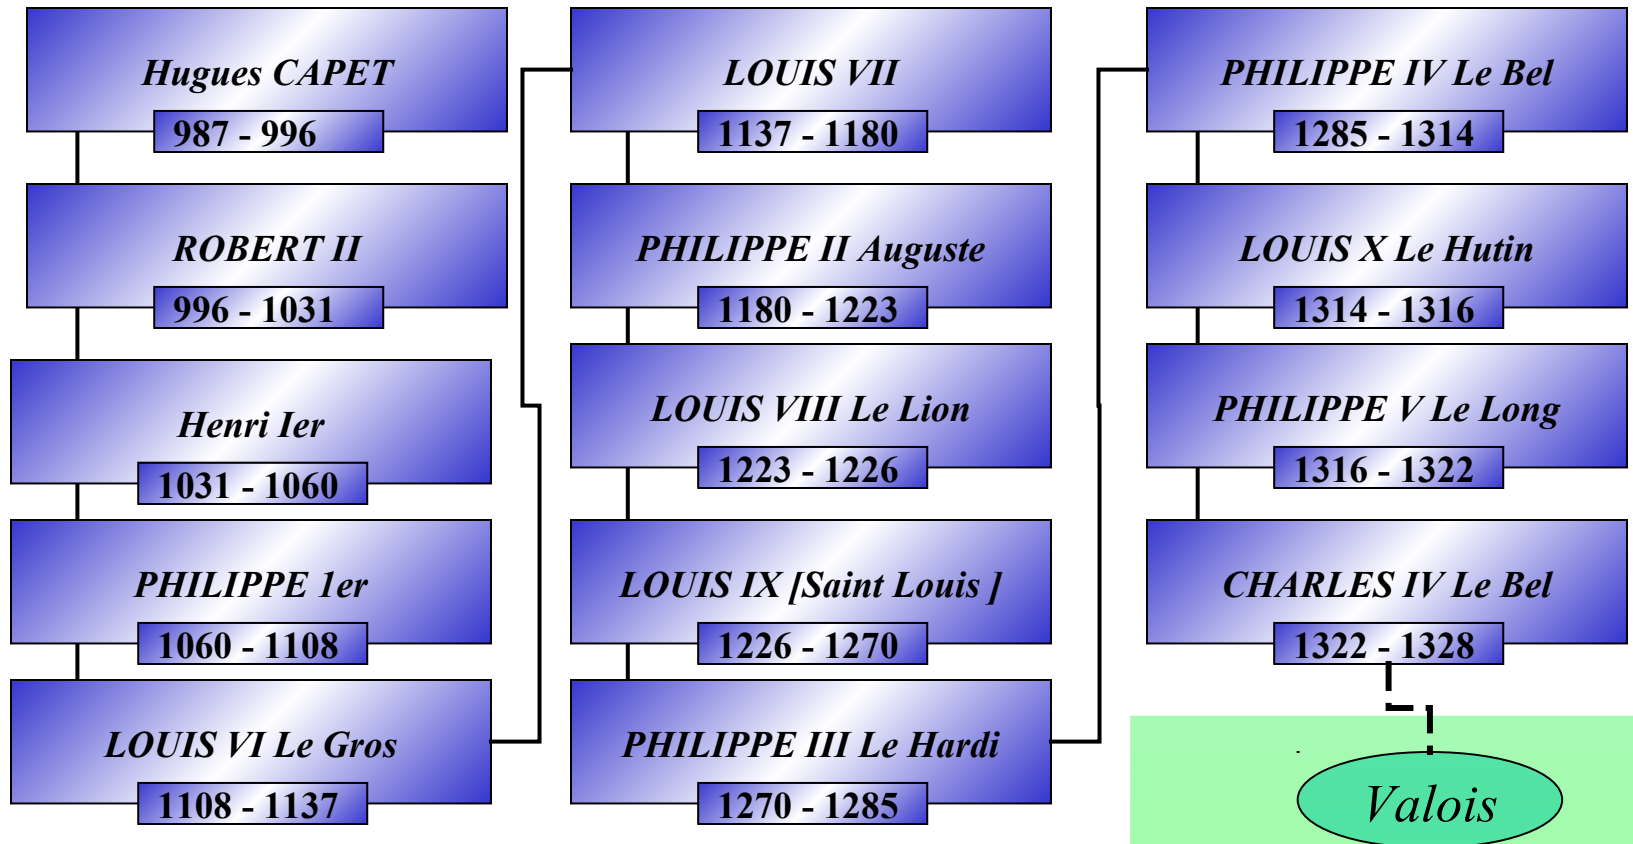 Hugues CAPET
987 - 996
ROBERT II
996 - 1031
Henri Ier
1031 - 1060
PHILIPPE 1er
1060 - 1108
LOUIS VI Le Gros
1108 - 1137
LOUIS VII
1137 - 1180
PHILIPPE II Auguste
1180 - 1223
LOUIS VIII Le Lion
1223 - 1226
LOUIS IX [Saint Louis ]
1226 - 1270
PHILIPPE III Le Hardi
1270 - 1285
PHILIPPE IV Le Bel
1285 - 1314
LOUIS X Le Hutin
1314 - 1316
PHILIPPE V Le Long
1316 - 1322
CHARLES IV Le Bel
1322 - 1328
Valois